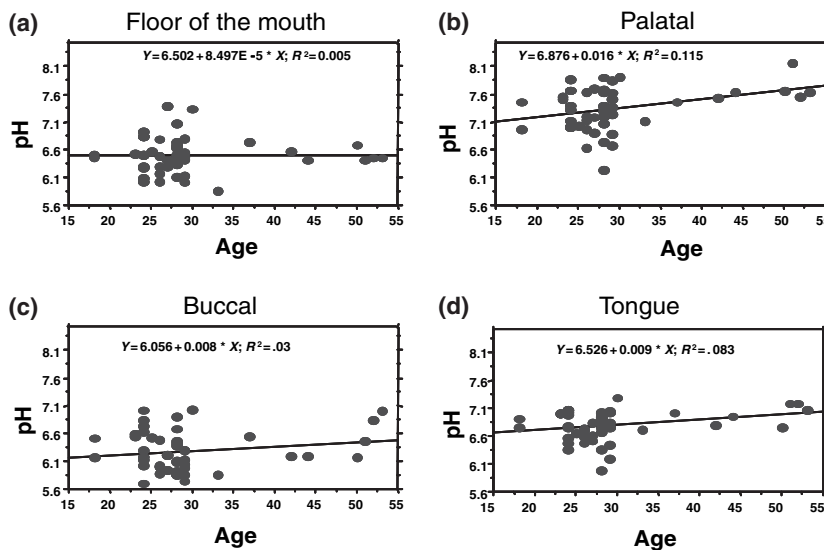 (a) Floor of the mouth
Y=6.502+8.497E -5 * X; R²=0.005
8.1
7.6
7.1
6.6
6.1
5.6
pH
15 20 25 30 35 40 45 50 55
Age
(b) Palatal
Y=6.876+0.016 * X; R²=0.115
8.1
7.6
7.1
6.6
6.1
5.6
pH
15 20 25 30 35 40 45 50 55
Age
(c) Buccal
Y=6.056+0.008 * X; R²=.03
8.1
7.6
7.1
6.6
6.1
5.6
pH
15 20 25 30 35 40 45 50 55
Age
(d) Tongue
Y=6.526+0.009 * X; R²=.083
8.1
7.6
7.1
6.6
6.1
5.6
pH
15 20 25 30 35 40 45 50 55
Age